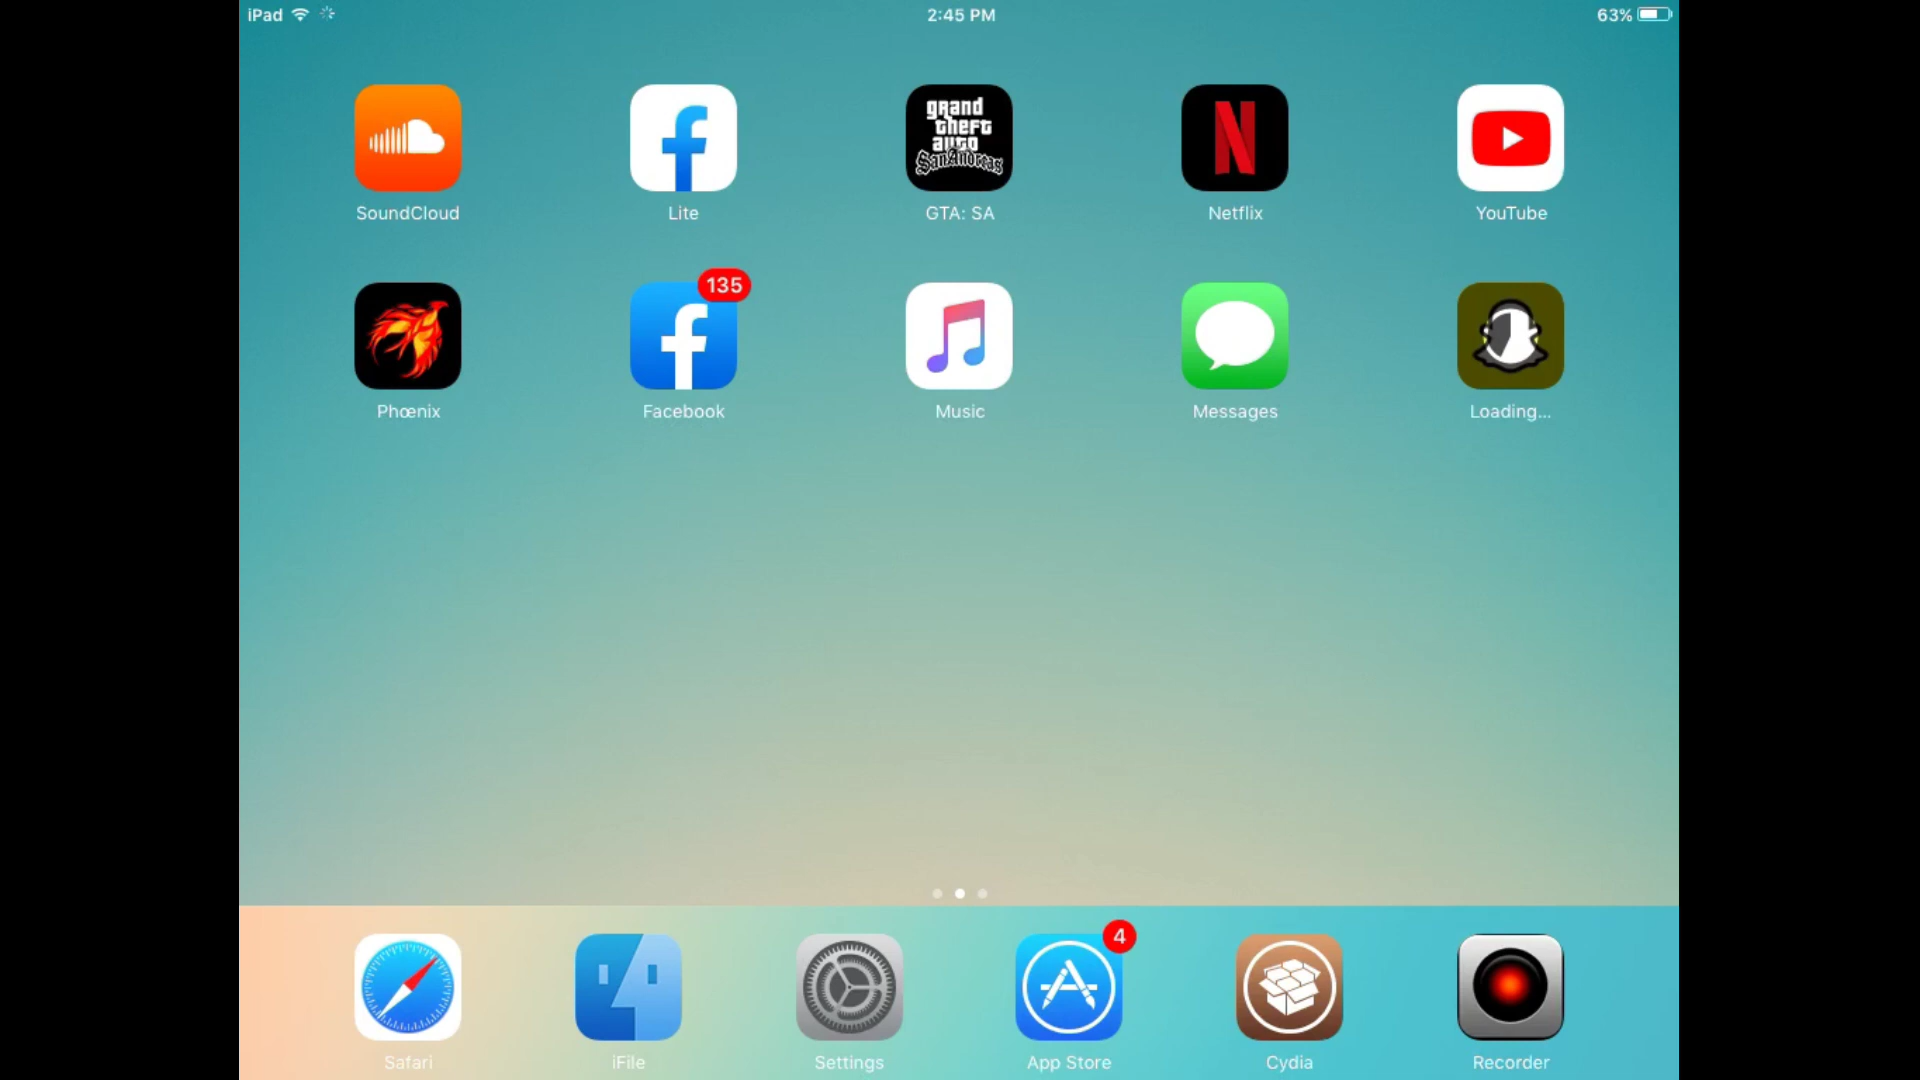 iPad 2:45 PM 63%
grand
theft
auto
San Andreas
N
SoundCloud Lite GTA: SA Netflix YouTube
135
Phœnix Facebook Music Messages Loading...
4
Safari iFile Settings App Store Cydia Recorder